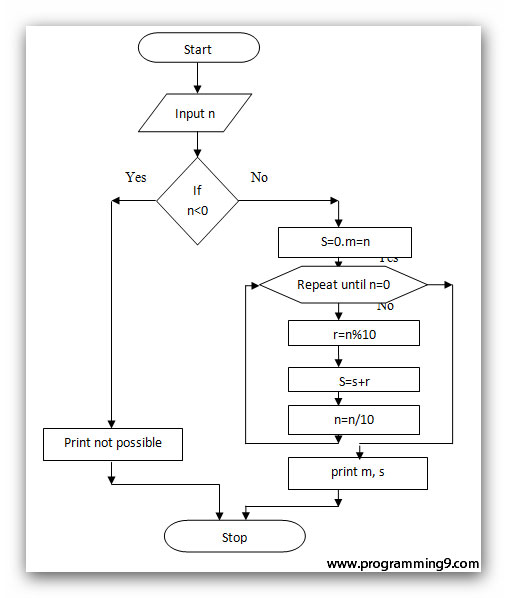 Start
Input n
Yes
No
If
n<0
S=0.m=n
Yes
Repeat until n=0
No
r=n%10
S=s+r
n=n/10
Print not possible
print m, s
Stop
www.programming9.com